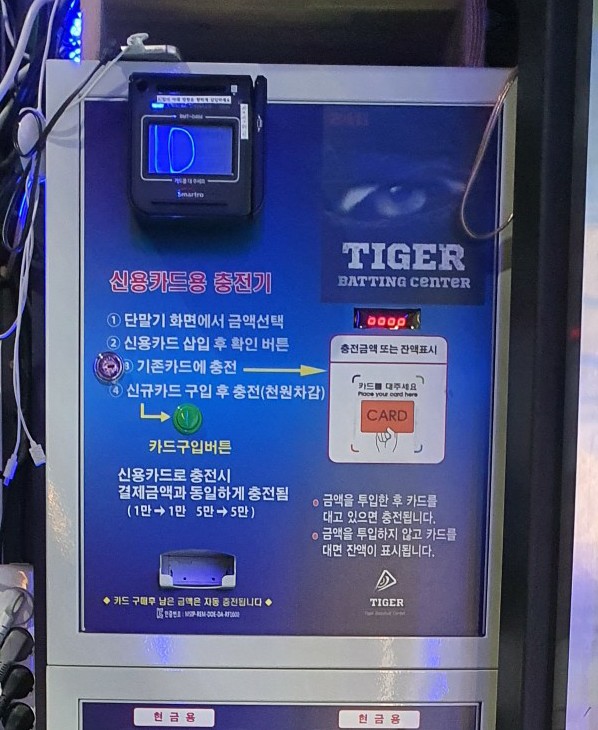 카드를 대 주세요
Smartro
TIGER
BATTING CENTER
신용카드용 충전기
① 단말기 화면에서 금액선택
② 신용카드 삽입 후 확인 버튼
③ 기존카드에 충전
④ 신규카드 구입 후 충전(천원차감)
카드구입버튼
신용카드로 충전시
결제금액과 동일하게 충전됨
(1만 → 1만 5만 → 5만)
◆ 카드 구매후 남은 금액은 자동 충전됩니다 ◆
0000
충전금액 또는 잔액표시
카드를 대주세요
Place your card here
CARD
금액을 투입한 후 카드를
대고 있으면 충전됩니다.
금액을 투입하지 않고 카드를
대면 잔액이 표시됩니다.
TIGER
현금용
현금용